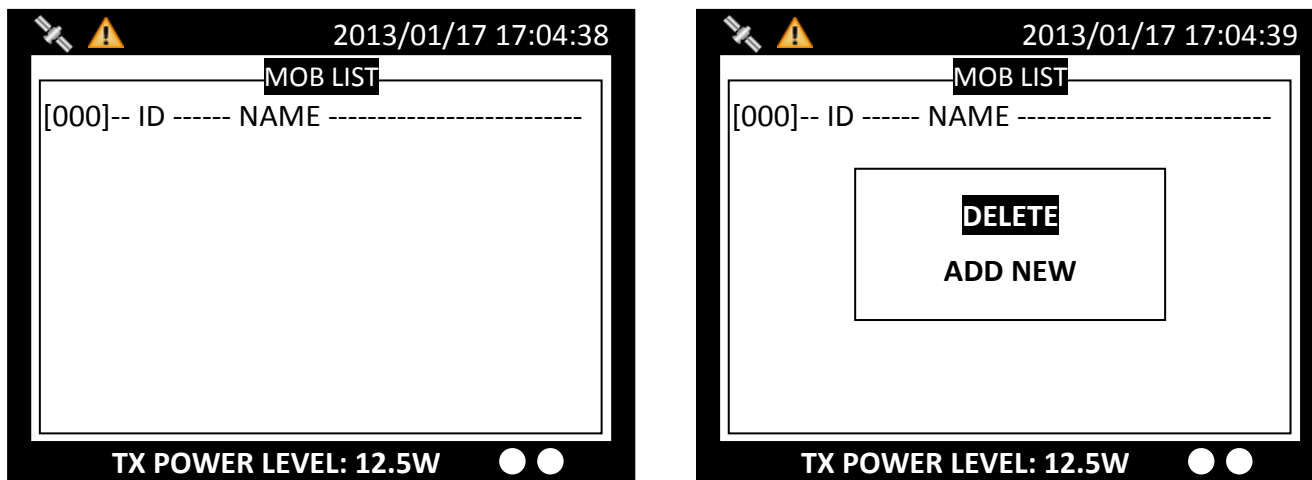 2013/01/17 17:04:38
MOB LIST
[000]-- ID ------ NAME --------------------------
TX POWER LEVEL: 12.5W
2013/01/17 17:04:39
MOB LIST
[000]-- ID ------ NAME --------------------------
DELETE
ADD NEW
TX POWER LEVEL: 12.5W